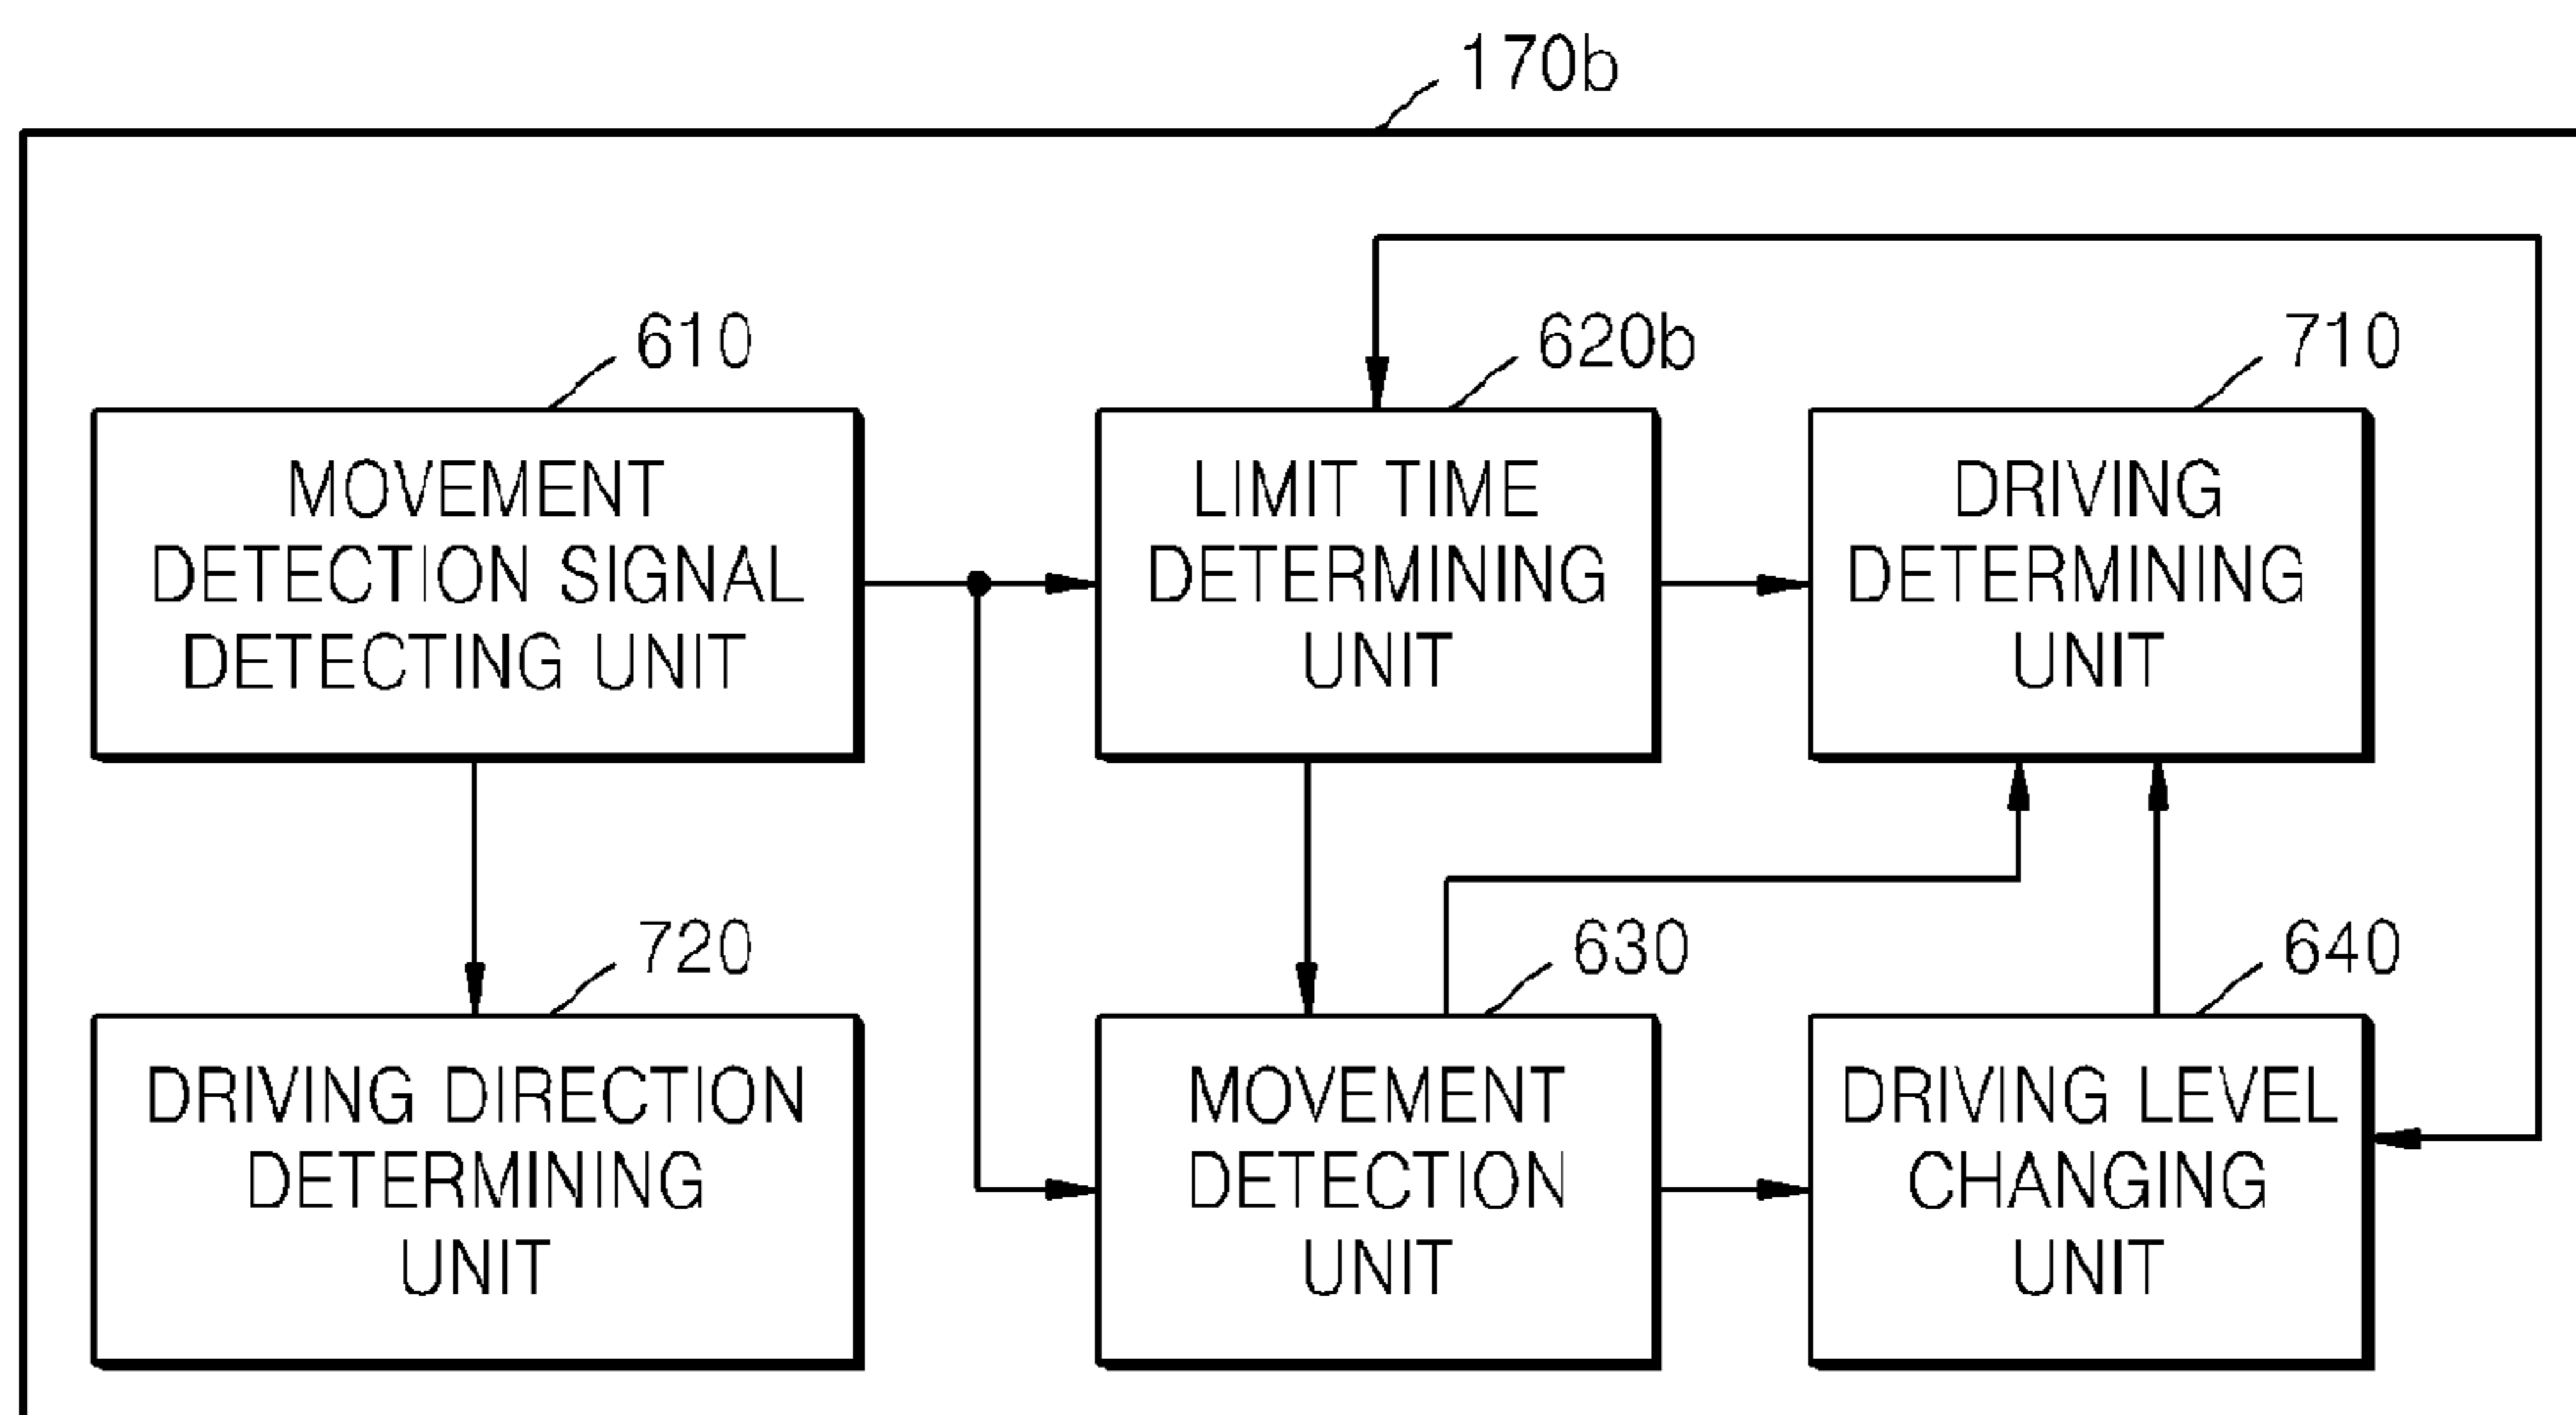 170b
610
MOVEMENT
DETECTION SIGNAL
DETECTING UNIT
620b
LIMIT TIME
DETERMINING
UNIT
710
DRIVING
DETERMINING
UNIT
720
DRIVING DIRECTION
DETERMINING
UNIT
630
MOVEMENT
DETECTION
UNIT
640
DRIVING LEVEL
CHANGING
UNIT